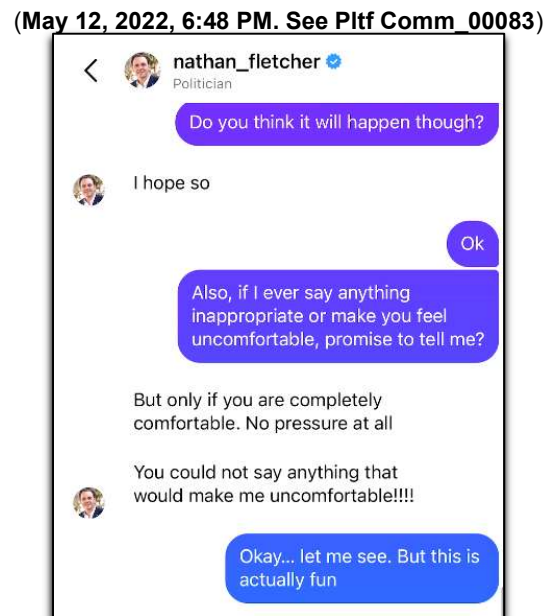 (May 12, 2022, 6:48 PM. See Pltf Comm_00083)
nathan_fletcher
Politician
Do you think it will happen though?
I hope so
Ok
Also, if I ever say anything
inappropriate or make you feel
uncomfortable, promise to tell me?
But only if you are completely
comfortable. No pressure at all
You could not say anything that
would make me uncomfortable!!!!
Okay... let me see. But this is
actually fun